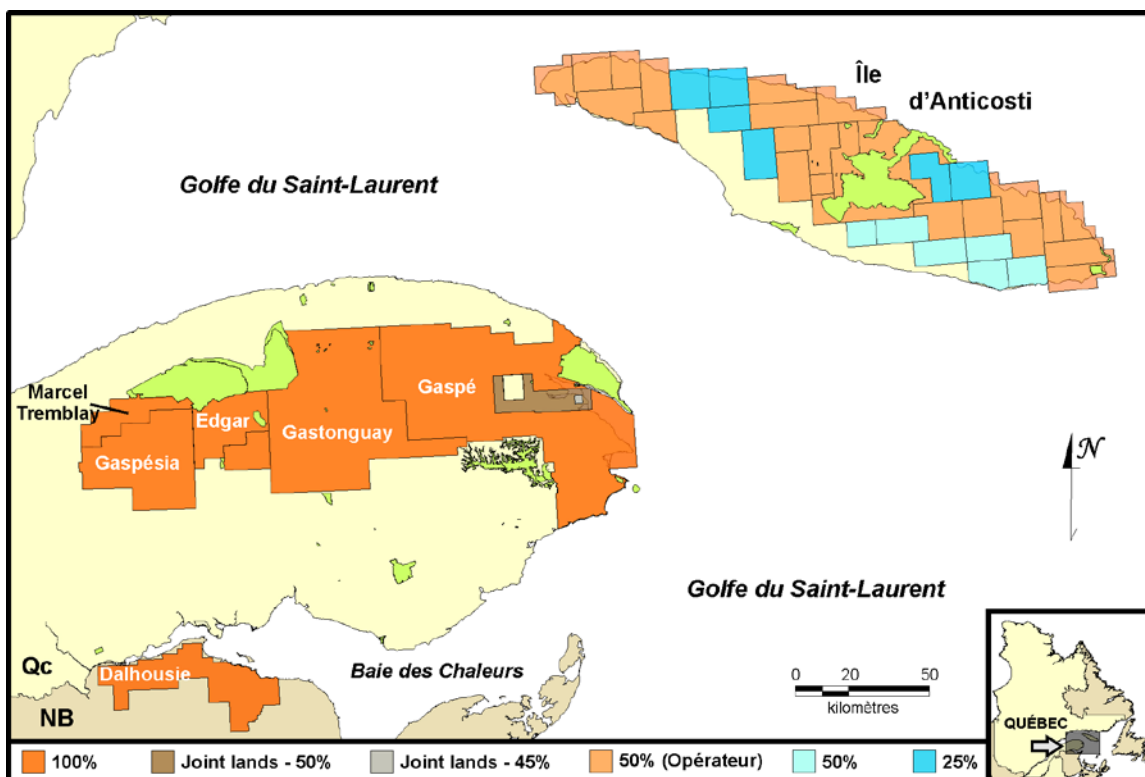 Île
d'Anticosti
Golfe du Saint-Laurent
Marcel
Tremblay
Edgar
Gaspé
Gastonguay
Gaspésia
N
Golfe du Saint-Laurent
Qc
Dalhousie
Baie des Chaleurs
NB
0 20 50
kilomètres
QUÉBEC
100%
Joint lands - 50%
Joint lands - 45%
50% (Opérateur)
50%
25%